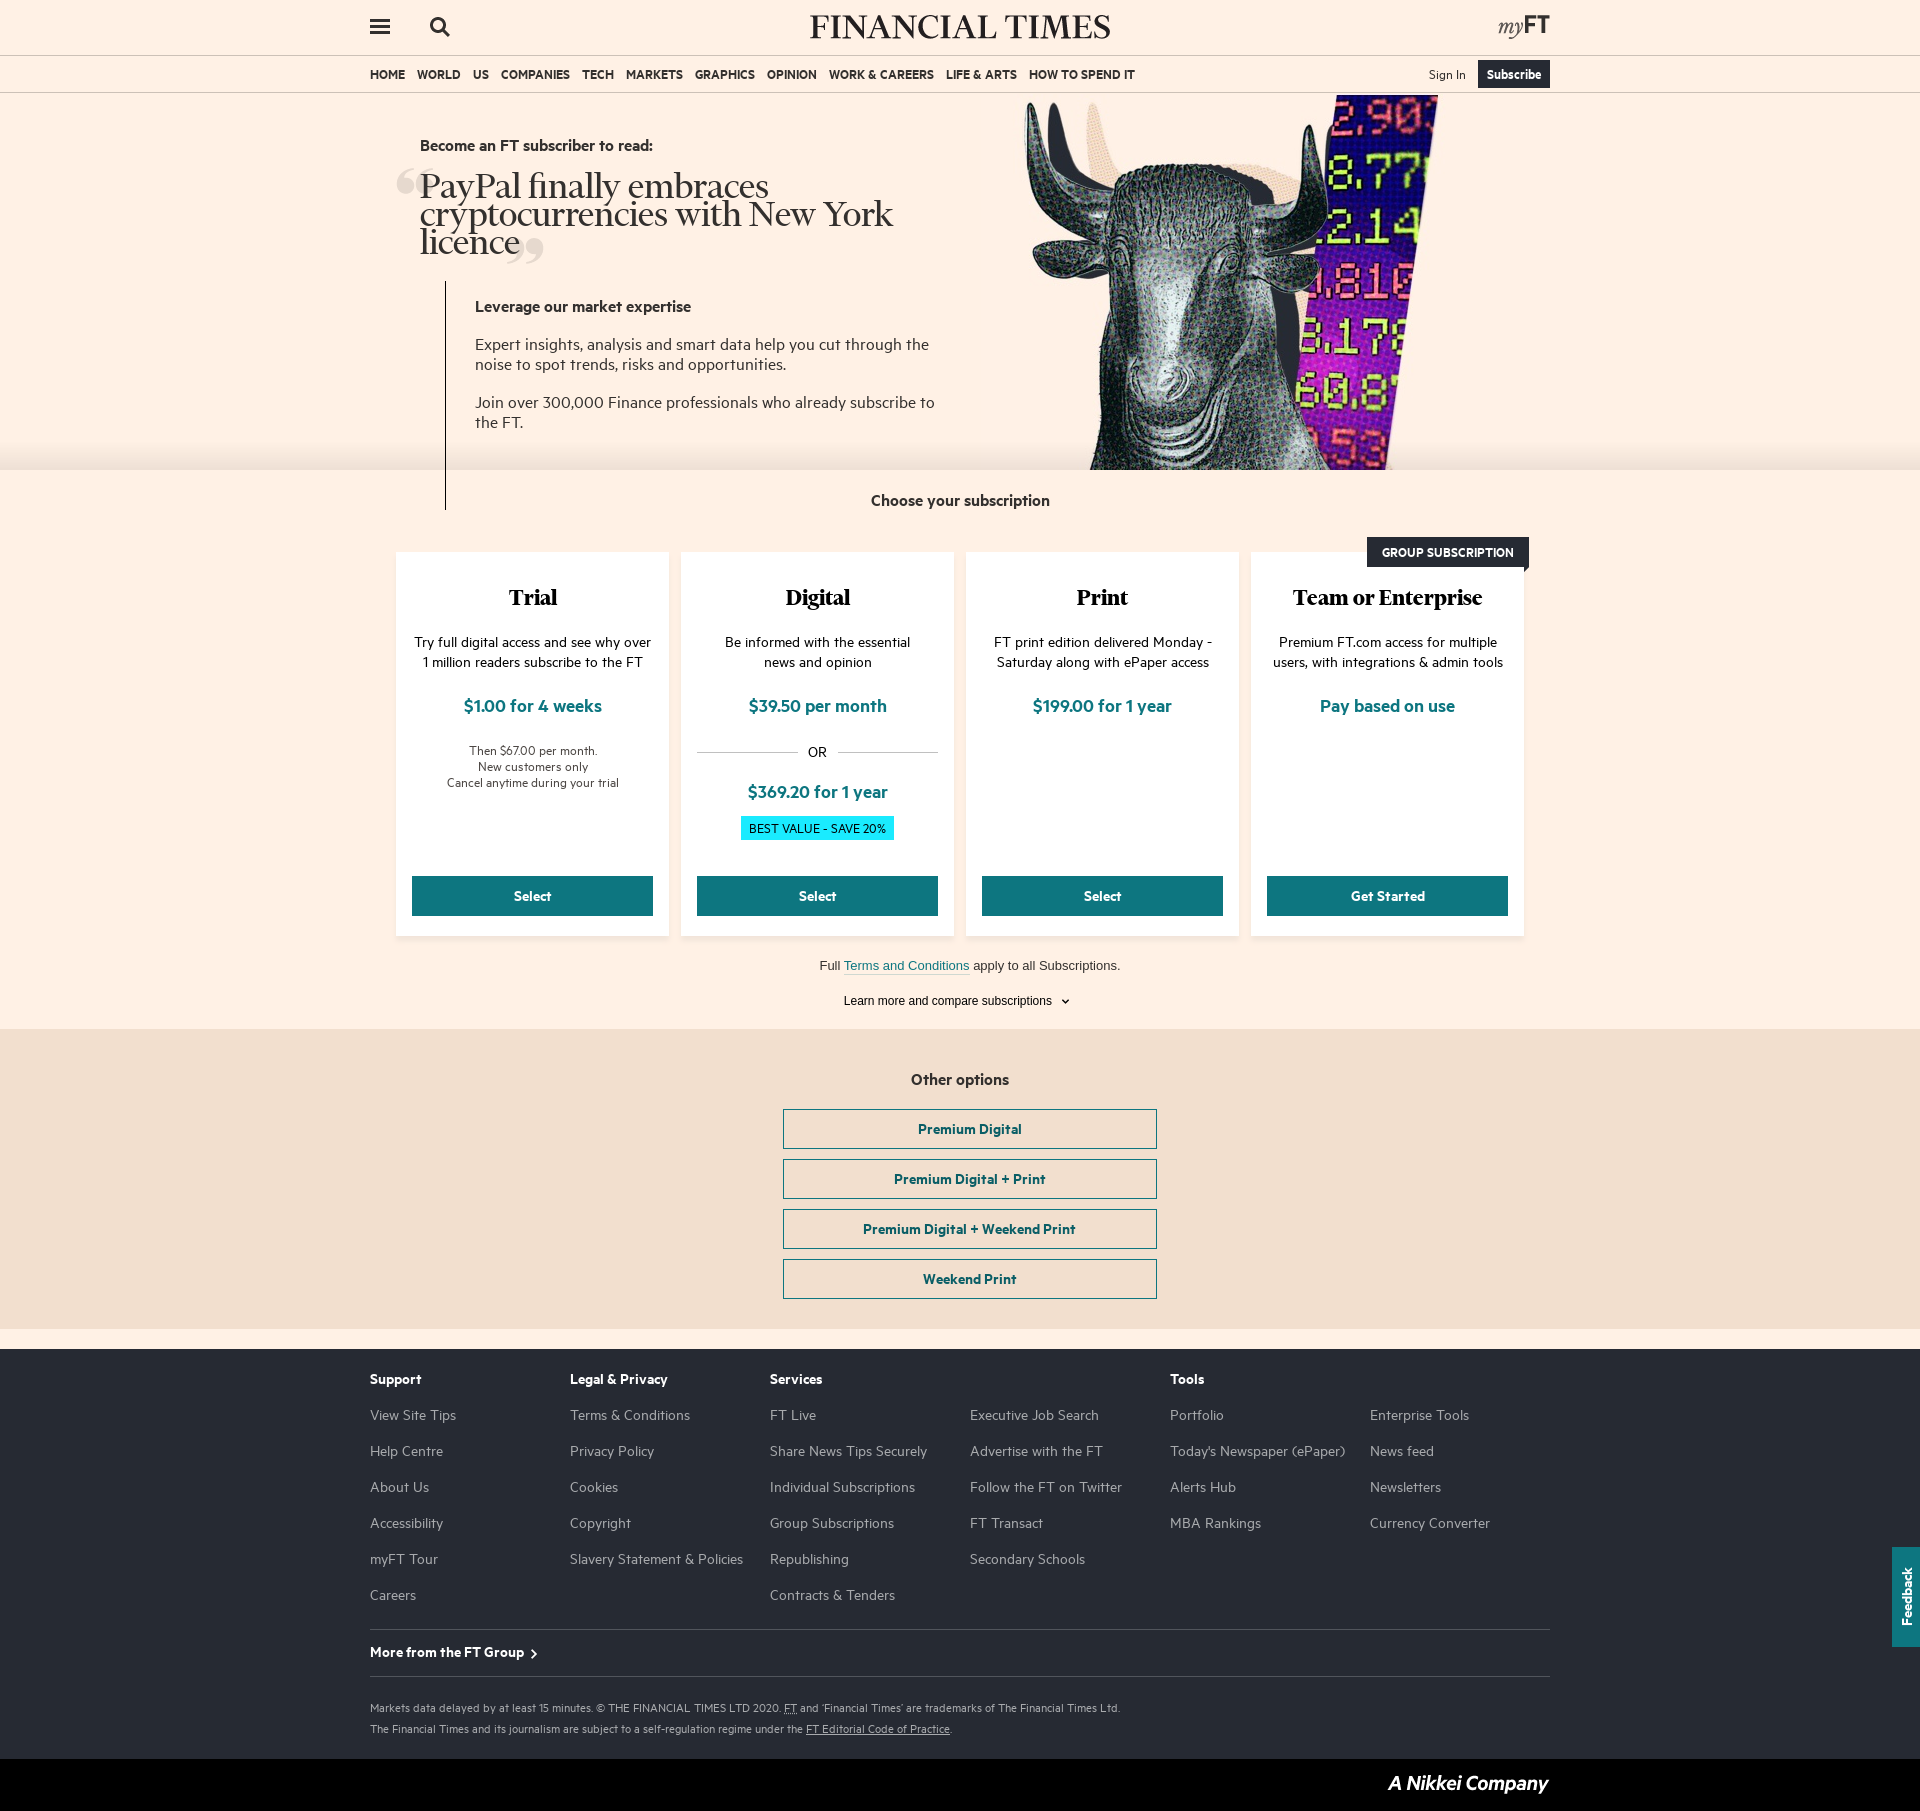 FINANCIAL TIMES
myFT
HOME WORLD US COMPANIES TECH MARKETS GRAPHICS OPINION WORK & CAREERS LIFE & ARTS HOW TO SPEND IT
Sign In Subscribe
Become an FT subscriber to read:
“PayPal finally embraces
cryptocurrencies with New York
licence”
Leverage our market expertise
Expert insights, analysis and smart data help you cut through the
noise to spot trends, risks and opportunities.
Join over 300,000 Finance professionals who already subscribe to
the FT.
2,903
8,778
2,14
,810
8,178
60,87
53
Choose your subscription
Trial
Try full digital access and see why over
1 million readers subscribe to the FT
$1.00 for 4 weeks
Then $67.00 per month.
New customers only
Cancel anytime during your trial
Select
Digital
Be informed with the essential
news and opinion
$39.50 per month
OR
$369.20 for 1 year
BEST VALUE - SAVE 20%
Select
Print
FT print edition delivered Monday -
Saturday along with ePaper access
$199.00 for 1 year
Select
GROUP SUBSCRIPTION
Team or Enterprise
Premium FT.com access for multiple
users, with integrations & admin tools
Pay based on use
Get Started
Full Terms and Conditions apply to all Subscriptions.
Learn more and compare subscriptions
Other options
Premium Digital
Premium Digital + Print
Premium Digital + Weekend Print
Weekend Print
Support
View Site Tips
Help Centre
About Us
Accessibility
myFT Tour
Careers
Legal & Privacy
Terms & Conditions
Privacy Policy
Cookies
Copyright
Slavery Statement & Policies
Services
FT Live
Share News Tips Securely
Individual Subscriptions
Group Subscriptions
Republishing
Contracts & Tenders
Executive Job Search
Advertise with the FT
Follow the FT on Twitter
FT Transact
Secondary Schools
Tools
Portfolio
Today's Newspaper (ePaper)
Alerts Hub
MBA Rankings
Enterprise Tools
News feed
Newsletters
Currency Converter
Feedback
More from the FT Group
Markets data delayed by at least 15 minutes. © THE FINANCIAL TIMES LTD 2020. FT and 'Financial Times' are trademarks of The Financial Times Ltd.
The Financial Times and its journalism are subject to a self-regulation regime under the FT Editorial Code of Practice.
A Nikkei Company